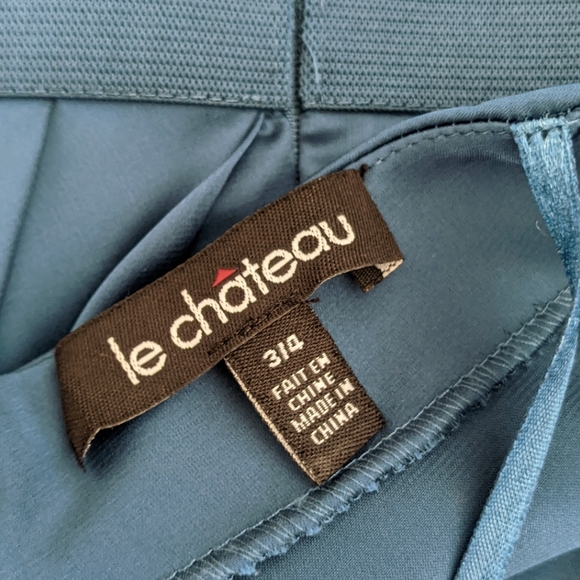 le château
3/4
FAIT EN
CHINE
MADE IN
CHINA